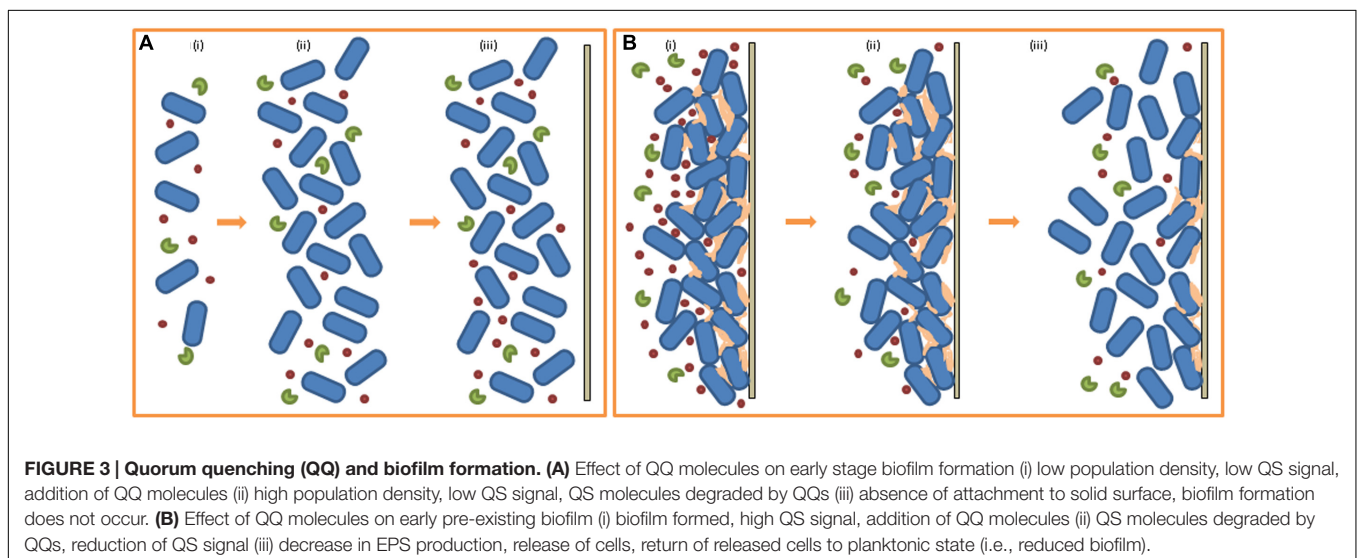 A (i) (ii) (iii) B (i) (ii) (iii)
FIGURE 3 | Quorum quenching (QQ) and biofilm formation. (A) Effect of QQ molecules on early stage biofilm formation (i) low population density, low QS signal,
addition of QQ molecules (ii) high population density, low QS signal, QS molecules degraded by QQs (iii) absence of attachment to solid surface, biofilm formation
does not occur. (B) Effect of QQ molecules on early pre-existing biofilm (i) biofilm formed, high QS signal, addition of QQ molecules (ii) QS molecules degraded by
QQs, reduction of QS signal (iii) decrease in EPS production, release of cells, return of released cells to planktonic state (i.e., reduced biofilm).